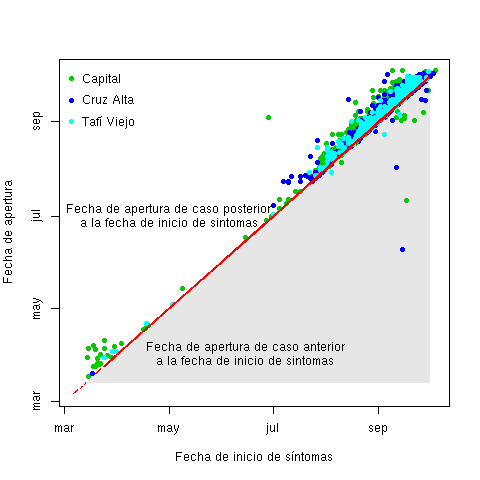 Capital
Cruz Alta
Tafí Viejo
Fecha de apertura de caso posterior
a la fecha de inicio de sintomas
Fecha de apertura de caso anterior
a la fecha de inicio de sintomas
Fecha de apertura
mar
may
jul
sep
mar
may
jul
sep
Fecha de inicio de síntomas